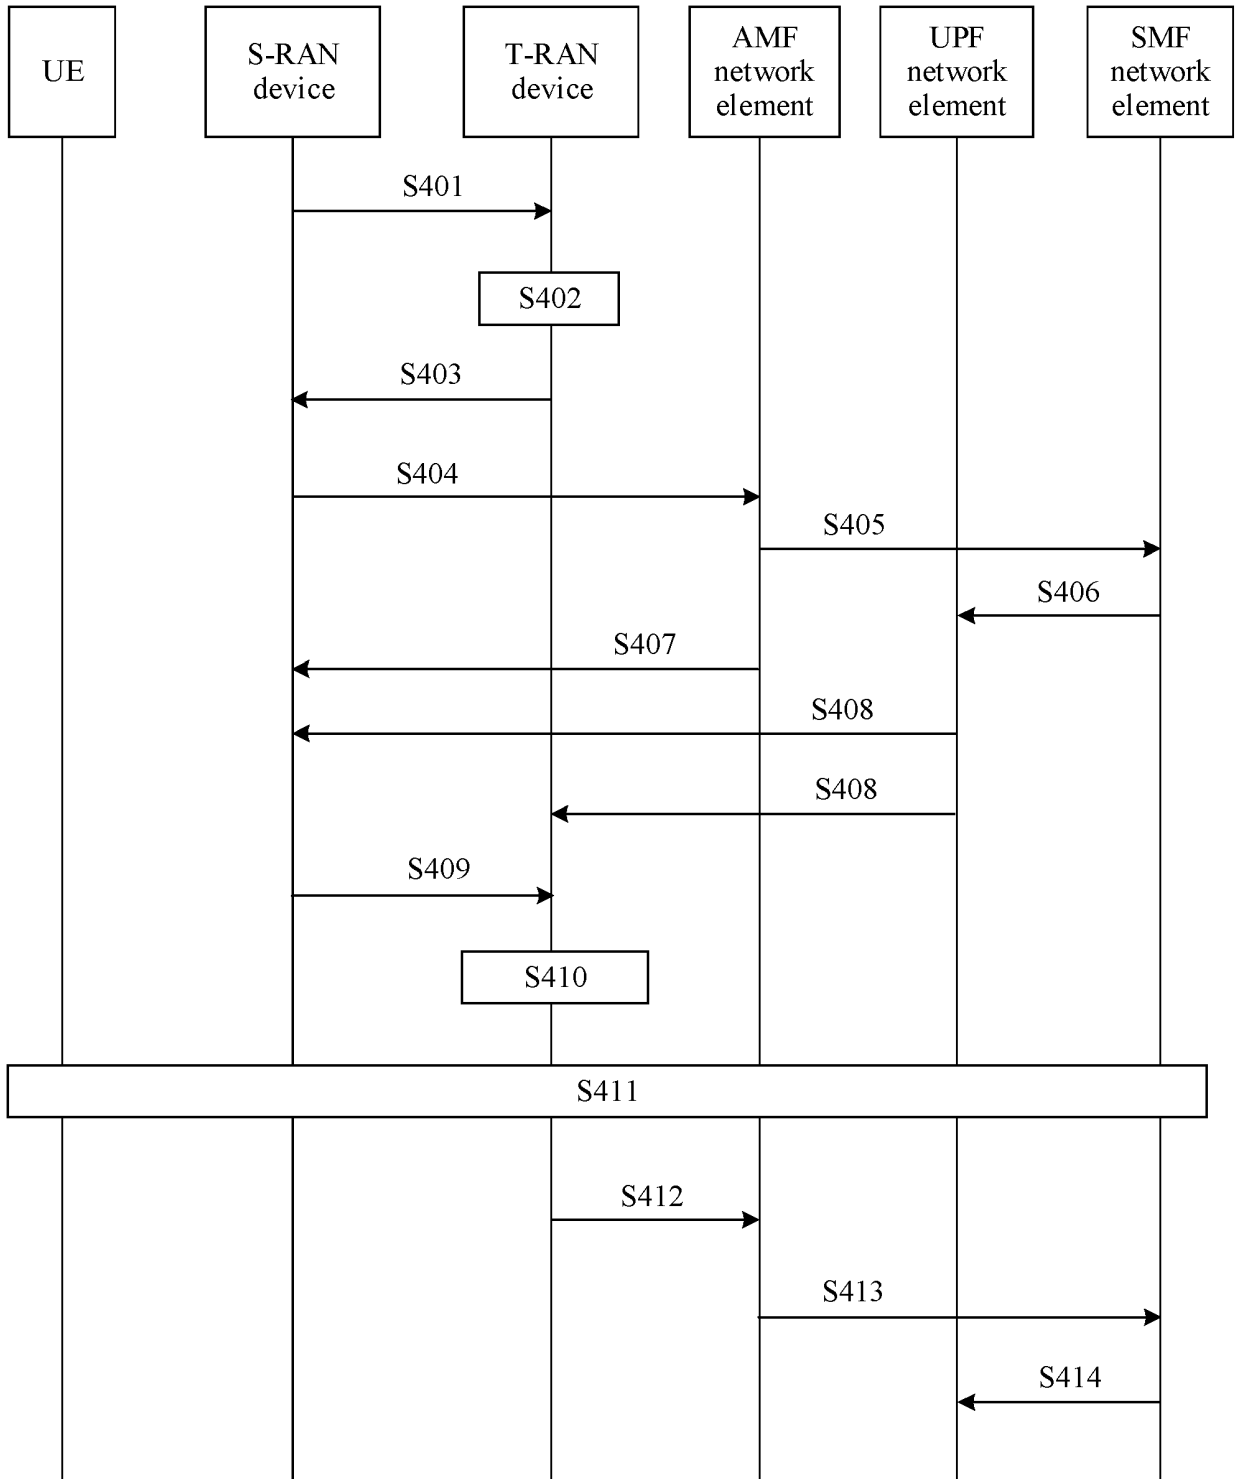 UE
S-RAN
device
T-RAN
device
AMF
network
element
UPF
network
element
SMF
network
element
S401
S402
S403
S404
S405
S406
S407
S408
S408
S409
S410
S411
S412
S413
S414